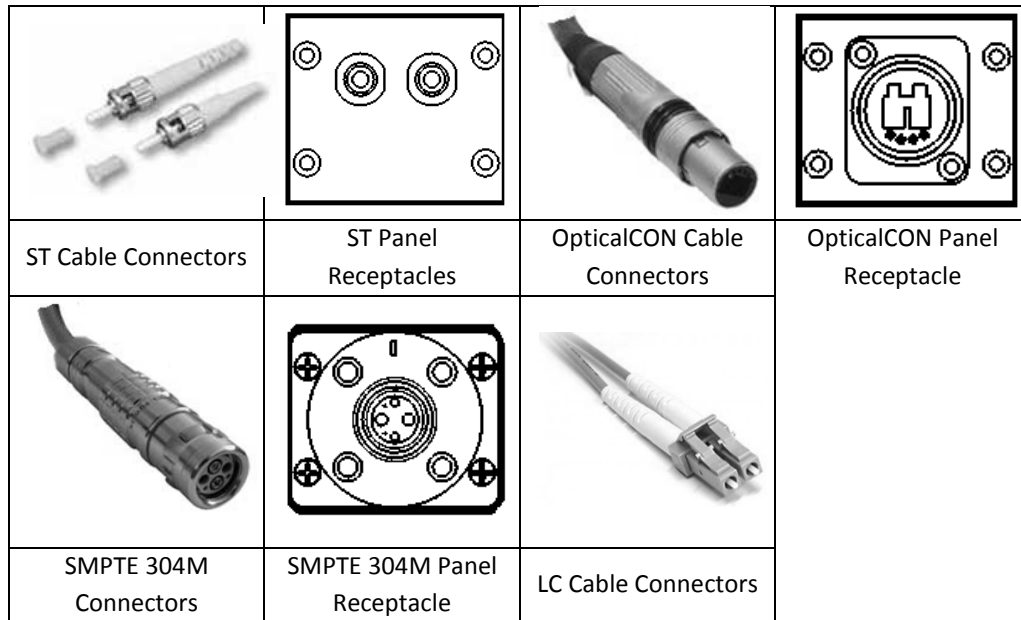 ST Cable Connectors
ST Panel
Receptacles
OpticalCON Cable
Connectors
OpticalCON Panel
Receptacle
SMPTE 304M
Connectors
SMPTE 304M Panel
Receptacle
LC Cable Connectors